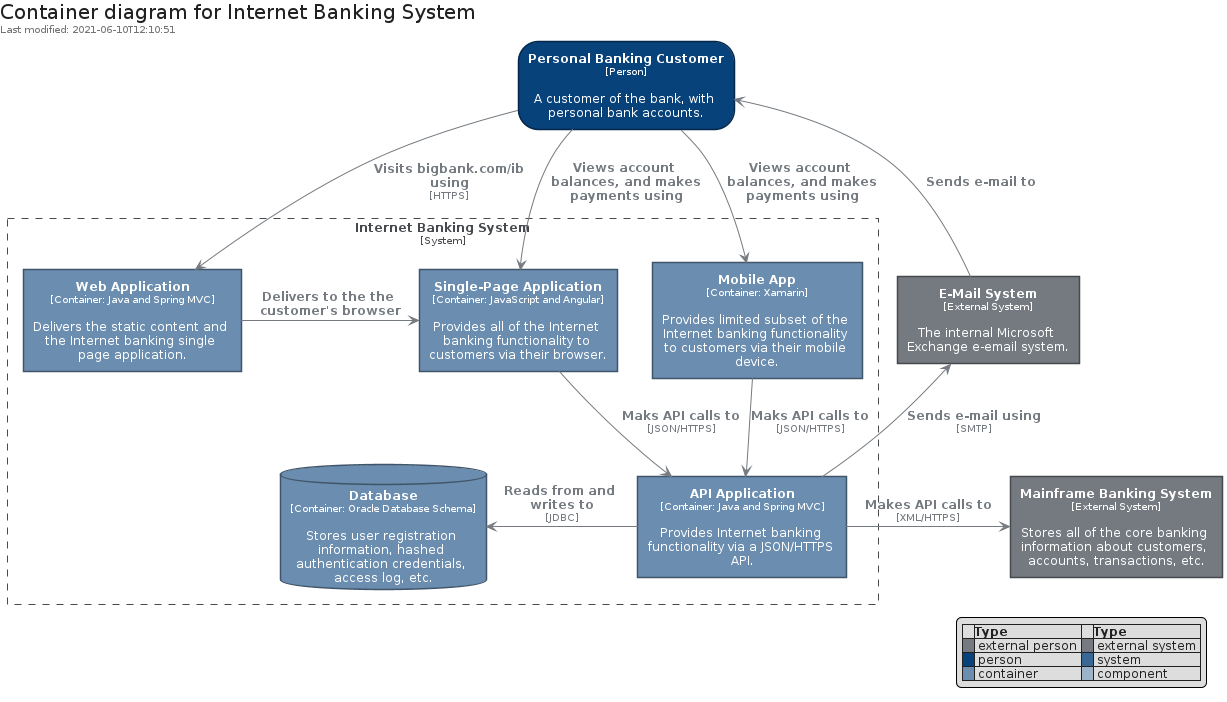 Container diagram for Internet Banking System
Last modified: 2021-06-10T12:10:51
Personal Banking Customer
[Person]
A customer of the bank, with
personal bank accounts.
Visits bigbank.com/ib
using
[HTTPS]
Views account
balances, and makes
payments using
Views account
balances, and makes
payments using
Sends e-mail to
Internet Banking System
[System]
Web Application
[Container: Java and Spring MVC]
Delivers the static content and
the Internet banking single
page application.
Delivers to the the
customer's browser
Single-Page Application
[Container: JavaScript and Angular]
Provides all of the Internet
banking functionality to
customers via their browser.
Mobile App
[Container: Xamarin]
Provides limited subset of the
Internet banking functionality
to customers via their mobile
device.
E-Mail System
[External System]
The internal Microsoft
Exchange e-email system.
Maks API calls to
[JSON/HTTPS]
Maks API calls to
[JSON/HTTPS]
Sends e-mail using
[SMTP]
Database
[Container: Oracle Database Schema]
Stores user registration
information, hashed
authentication credentials,
access log, etc.
Reads from and
writes to
[JDBC]
API Application
[Container: Java and Spring MVC]
Provides Internet banking
functionality via a JSON/HTTPS
API.
Makes API calls to
[XML/HTTPS]
Mainframe Banking System
[External System]
Stores all of the core banking
information about customers,
accounts, transactions, etc.
Type Type
external person external system
person system
container component